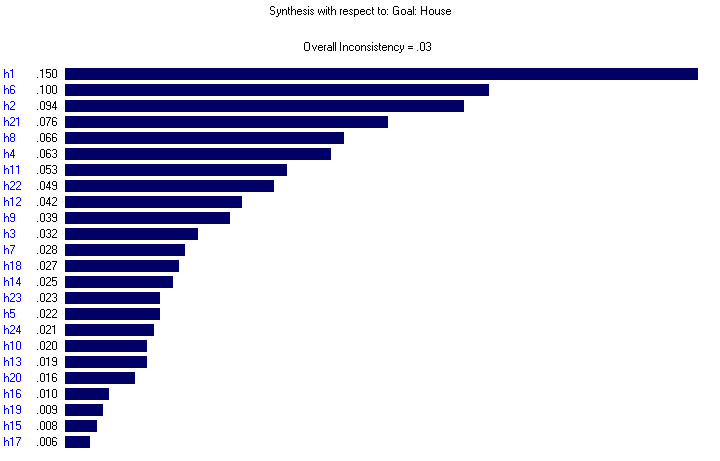 Synthesis with respect to: Goal: House
Overall Inconsistency = .03
h1 .150
h6 .100
h2 .094
h21 .076
h8 .066
h4 .063
h11 .053
h22 .049
h12 .042
h9 .039
h3 .032
h7 .028
h18 .027
h14 .025
h23 .023
h5 .022
h24 .021
h10 .020
h13 .019
h20 .016
h16 .010
h19 .009
h15 .008
h17 .006